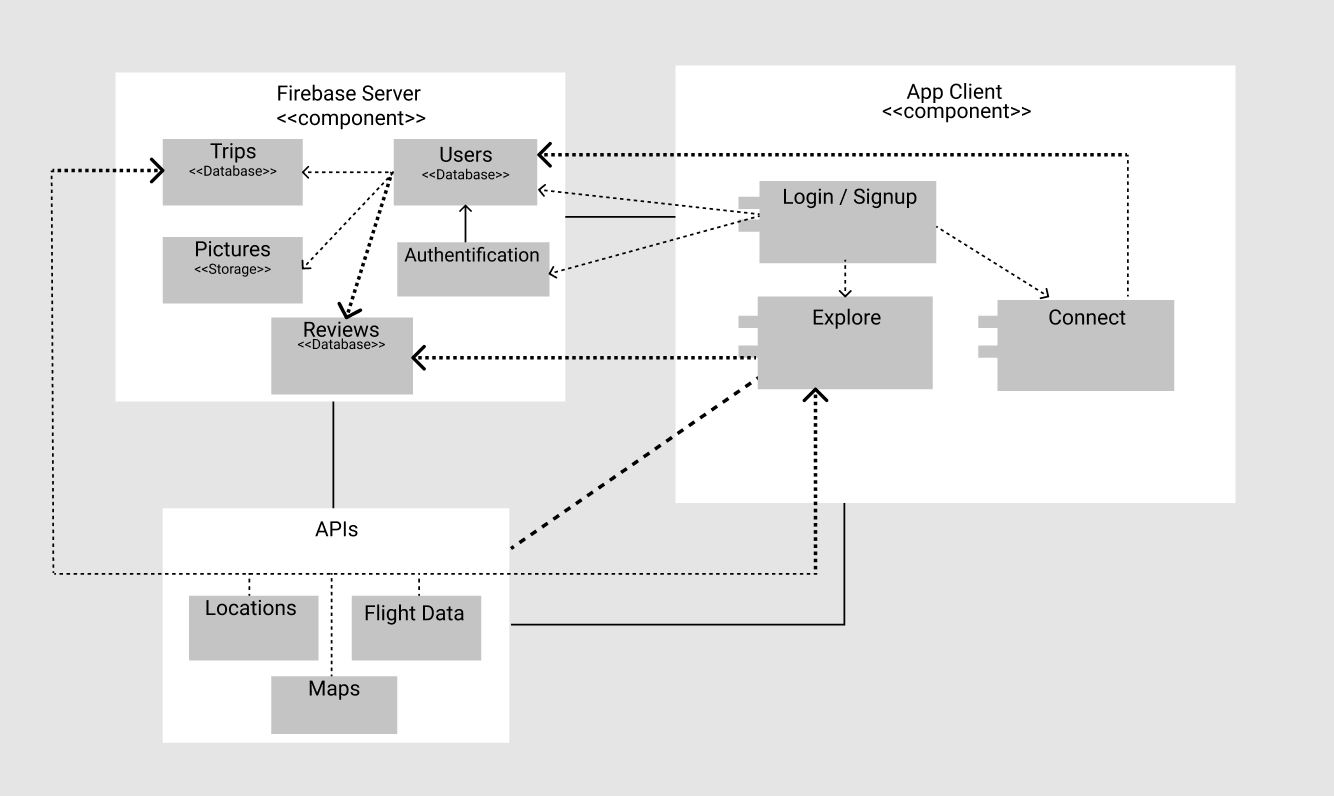 Firebase Server
<<component>>
Trips
<<Database>>
Users
<<Database>>
Pictures
<<Storage>>
Authentification
Reviews
<<Database>>
App Client
<<component>>
Login / Signup
Explore
Connect
APIs
Locations
Flight Data
Maps